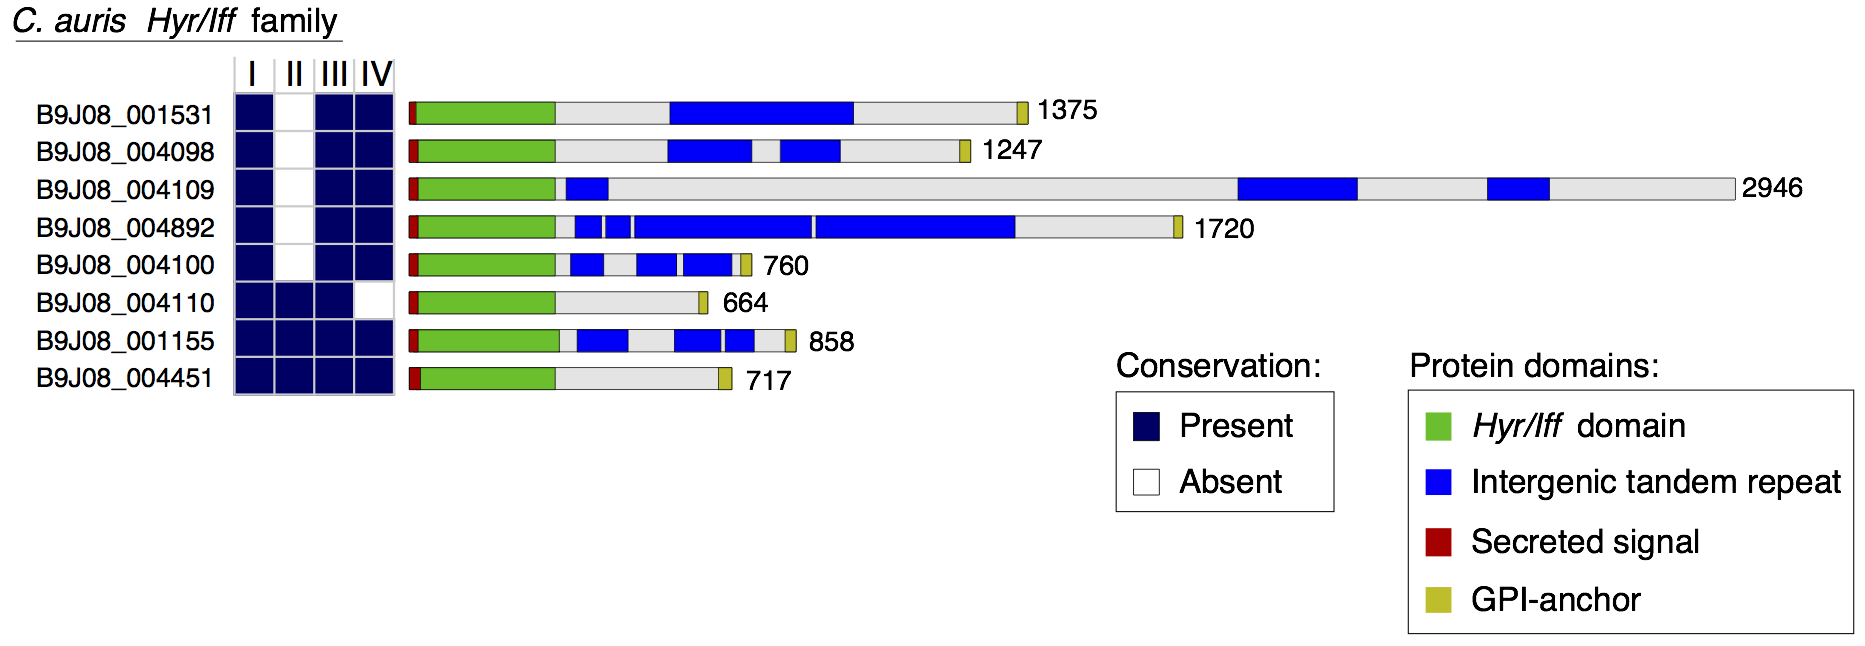 C. auris Hyr/Iff family
I II III IV
B9J08_001531 1375
B9J08_004098 1247
B9J08_004109 2946
B9J08_004892 1720
B9J08_004100 760
B9J08_004110 664
B9J08_001155 858
B9J08_004451 717
Conservation:
Present
Absent
Protein domains:
Hyr/Iff domain
Intergenic tandem repeat
Secreted signal
GPI-anchor